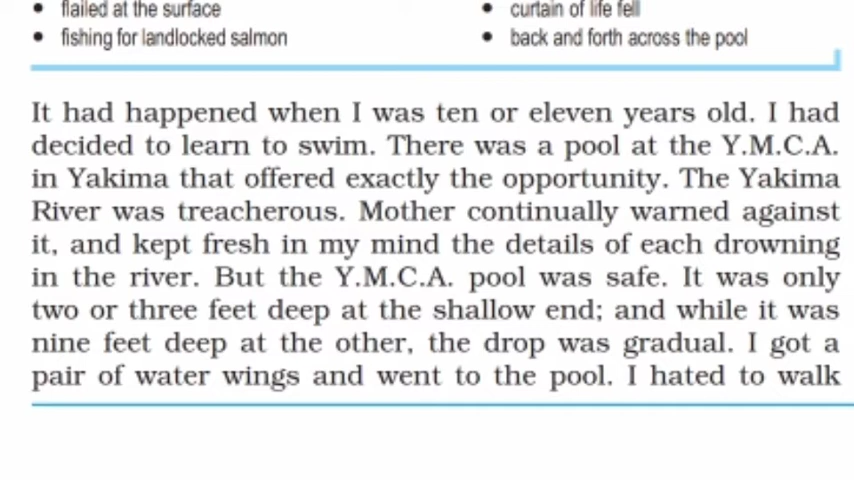 • flailed at the surface
• fishing for landlocked salmon
• curtain of life fell
• back and forth across the pool
It had happened when I was ten or eleven years old. I had
decided to learn to swim. There was a pool at the Y.M.C.A.
in Yakima that offered exactly the opportunity. The Yakima
River was treacherous. Mother continually warned against
it, and kept fresh in my mind the details of each drowning
in the river. But the Y.M.C.A. pool was safe. It was only
two or three feet deep at the shallow end; and while it was
nine feet deep at the other, the drop was gradual. I got a
pair of water wings and went to the pool. I hated to walk